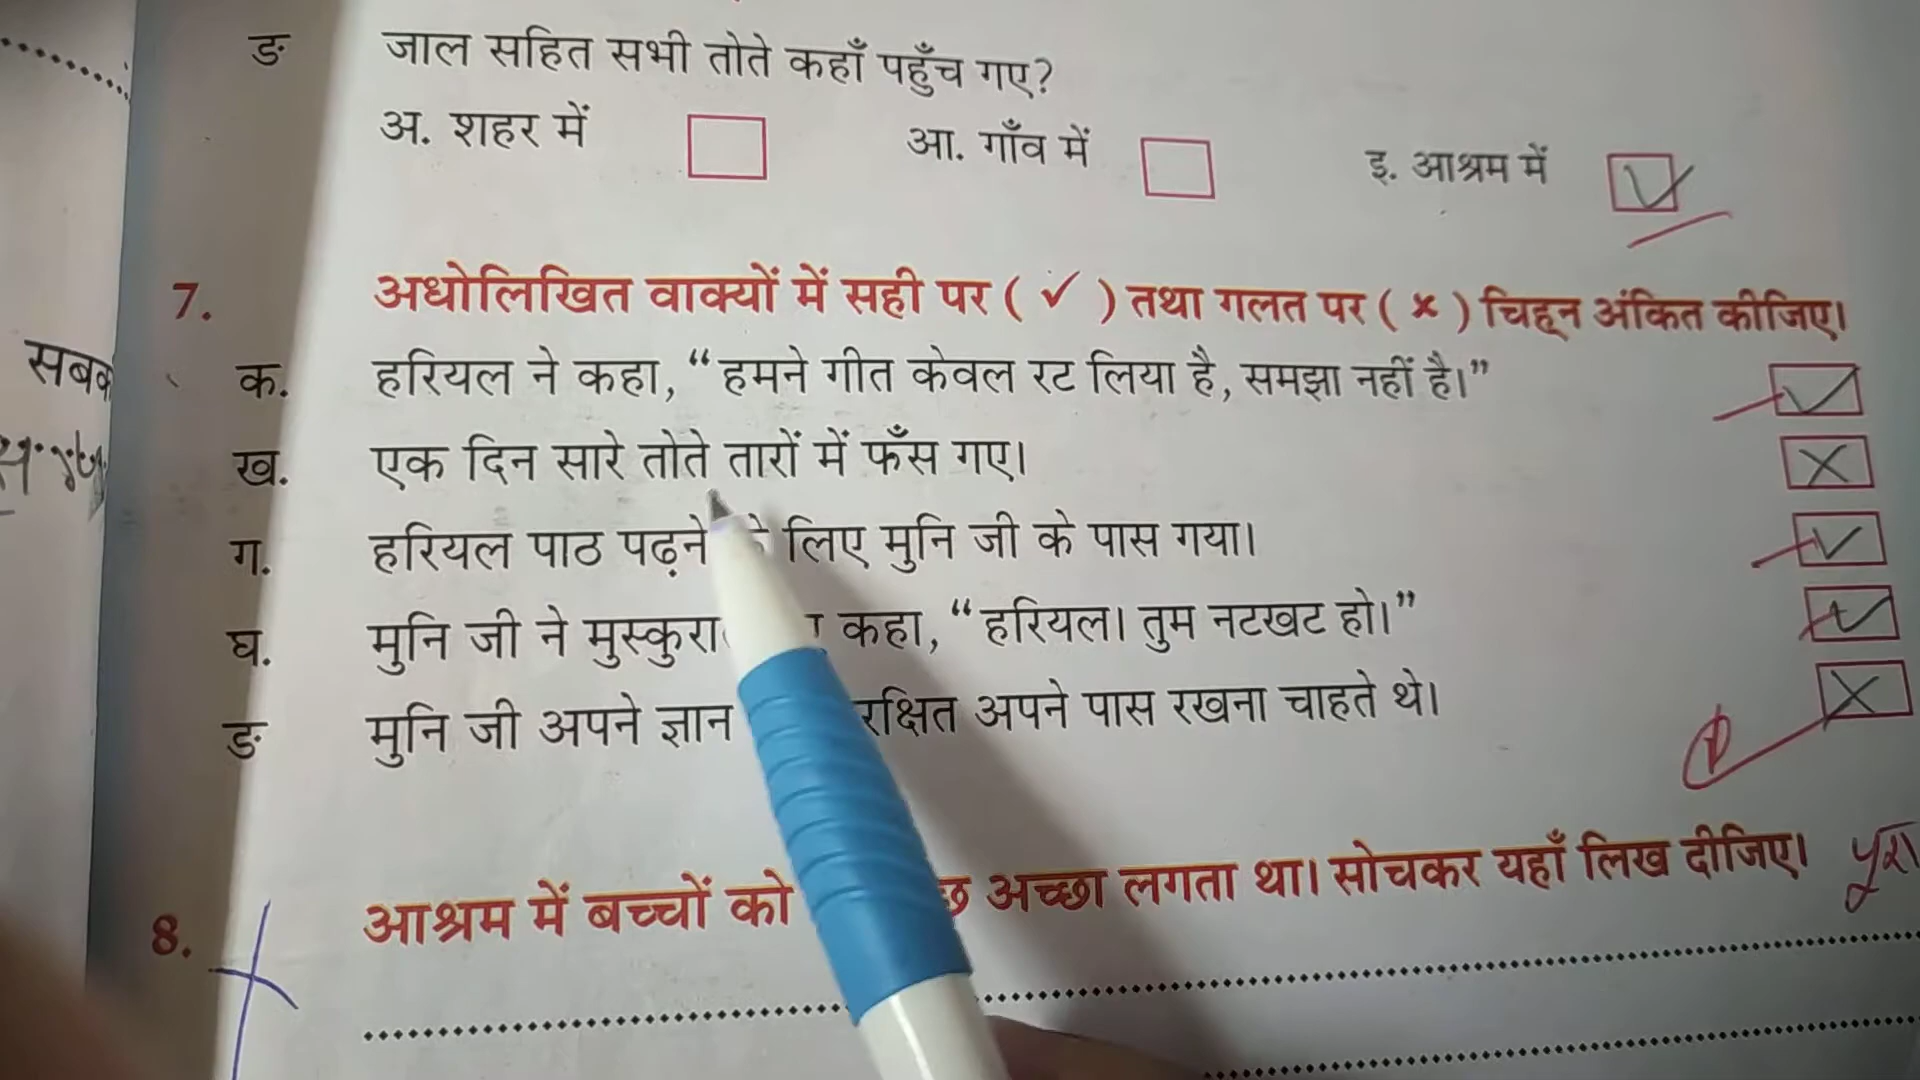 ङ जाल सहित सभी तोते कहाँ पहुँच गए?
अ. शहर में आ. गाँव में इ. आश्रम में
7. अधोलिखित वाक्यों में सही पर ( ✓ ) तथा गलत पर ( × ) चिह्न अंकित कीजिए।
सबक
क. हरियल ने कहा, “हमने गीत केवल रट लिया है, समझा नहीं है।”
ख. एक दिन सारे तोते तारों में फँस गए।
ग. हरियल पाठ पढ़ने लिए मुनि जी के पास गया।
घ. मुनि जी ने कहा, “हरियल। तुम नटखट हो।”
ङ मुनि जी अपने ज्ञान अपने पास रखना चाहते थे।
8. आश्रम में बच्चों को अच्छा लगता था। सोचकर यहाँ लिख दीजिए।